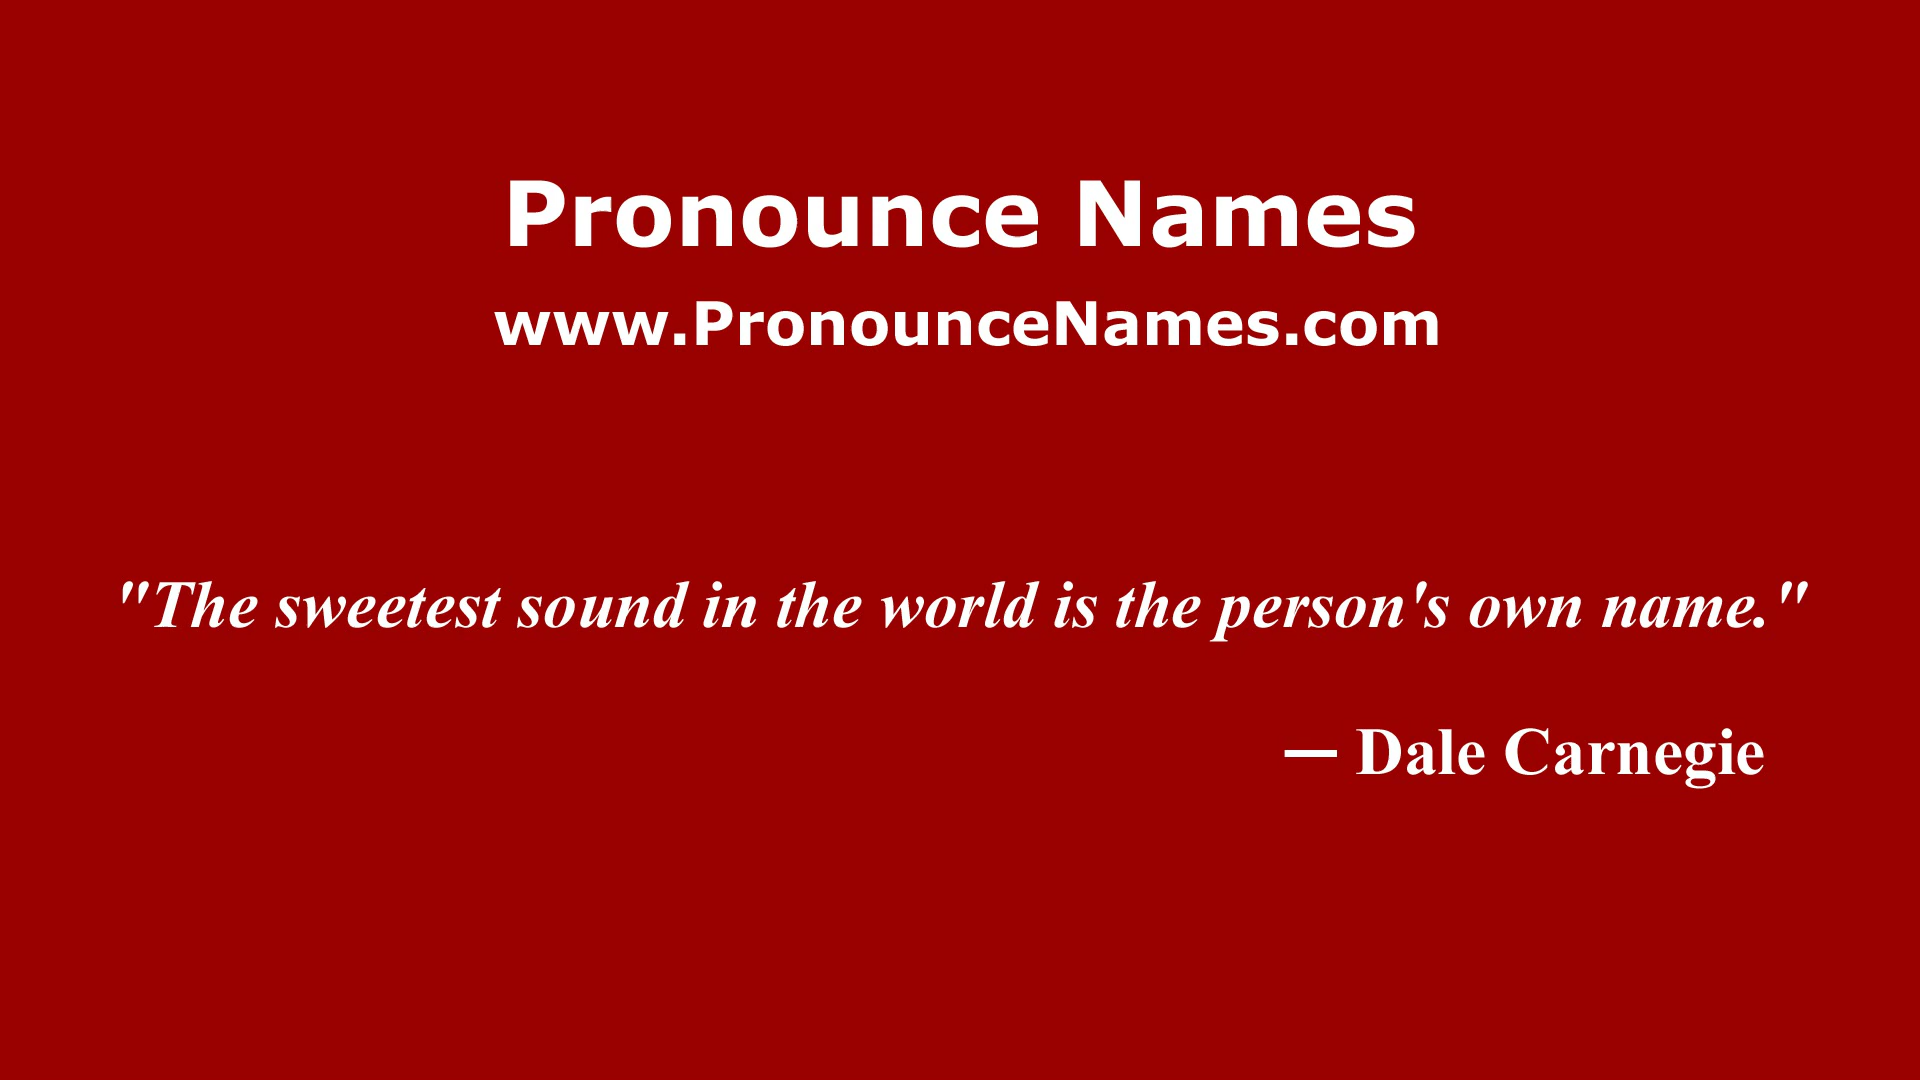 Pronounce Names
www.PronounceNames.com
"The sweetest sound in the world is the person's own name."
— Dale Carnegie